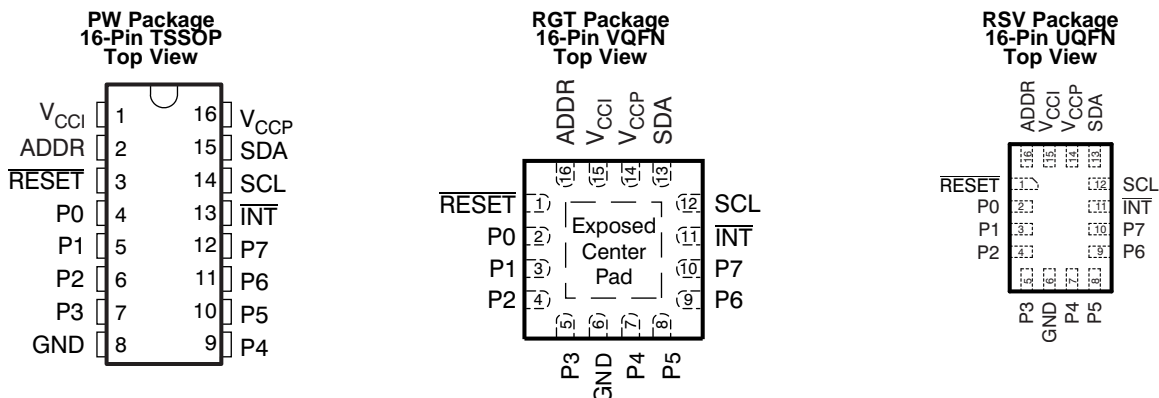 PW Package
16-Pin TSSOP
Top View
VCCI 1 16 VCCP
ADDR 2 15 SDA
RESET 3 14 SCL
P0 4 13 INT
P1 5 12 P7
P2 6 11 P6
P3 7 10 P5
GND 8 9 P4
RGT Package
16-Pin VQFN
Top View
ADDR VCCI VCCP SDA
16 15 14 13
RESET 1 12 SCL
P0 2 11 INT
P1 3 10 P7
P2 4 9 P6
Exposed
Center
Pad
5 6 7 8
P3 GND P4 P5
RSV Package
16-Pin UQFN
Top View
ADDR VCCI VCCP SDA
16 15 14 13
RESET 1 12 SCL
P0 2 11 INT
P1 3 10 P7
P2 4 9 P6
5 6 7 8
P3 GND P4 P5